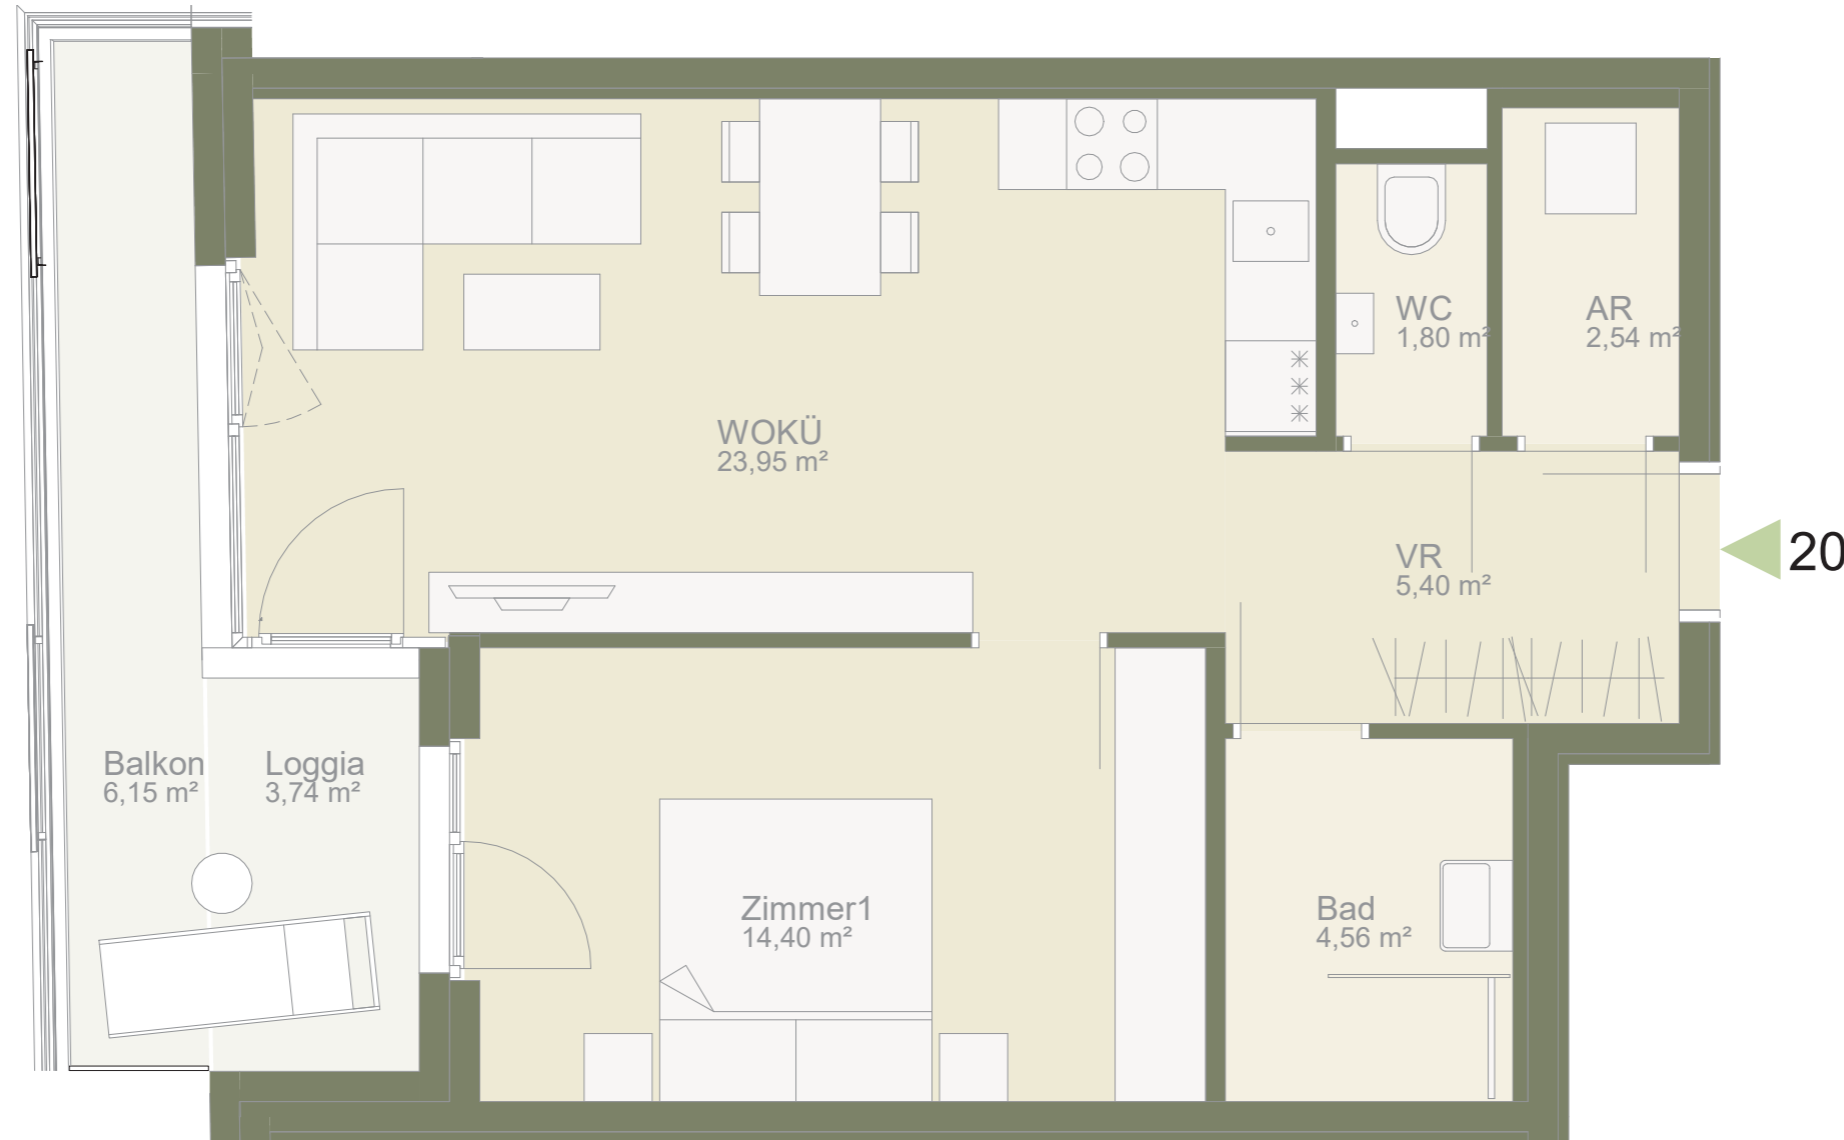 WC
1,80 m²
AR
2,54 m²
WOKÜ
23,95 m²
VR
5,40 m²
20
Balkon
6,15 m²
Loggia
3,74 m²
Zimmer1
14,40 m²
Bad
4,56 m²